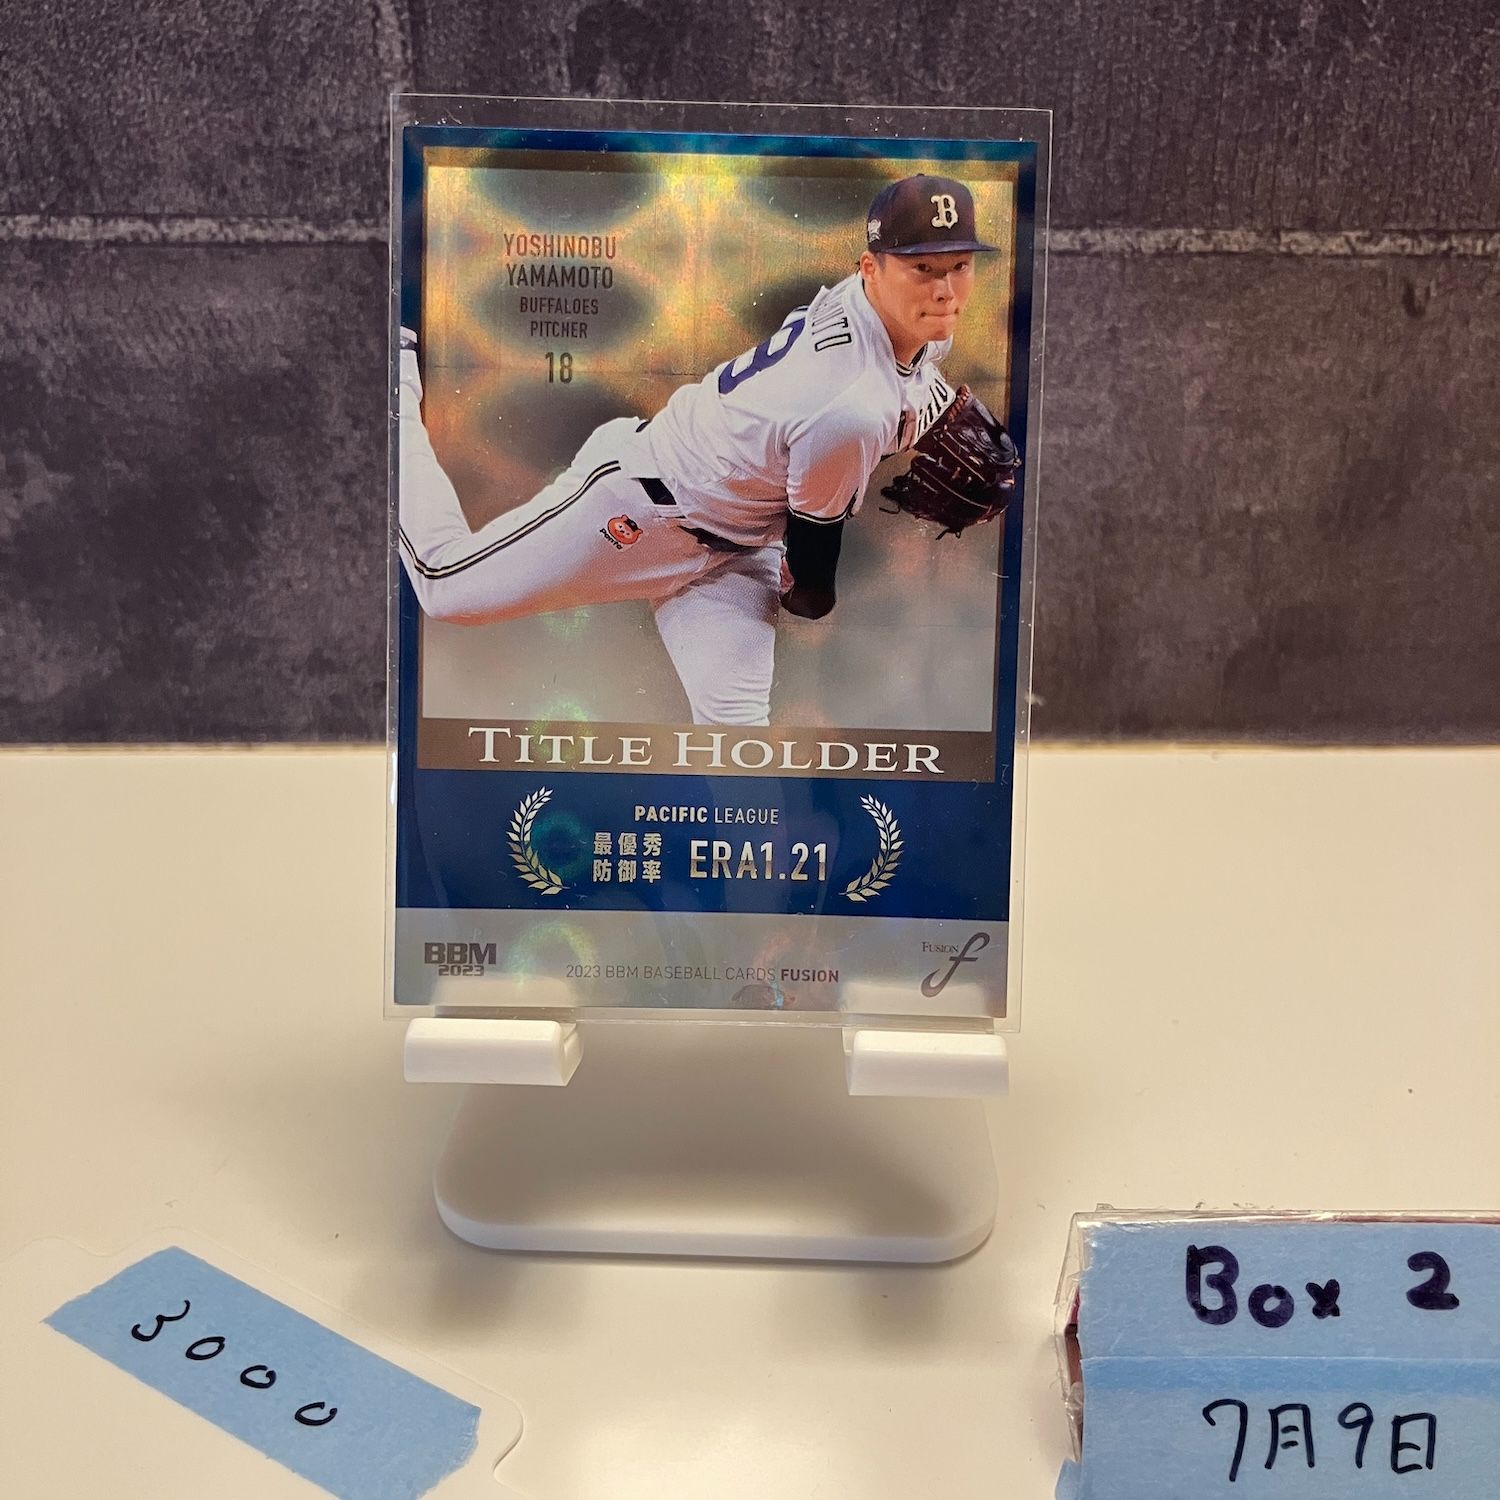 B
YOSHINOBU
YAMAMOTO
BUFFALOES
PITCHER
18
TITLE HOLDER
PACIFIC LEAGUE
最優秀
防御率
ERA1.21
BBM
2023
2023 BBM BASEBALL CARDS FUSION
FUSION
f
3000
Box 2
7月9日